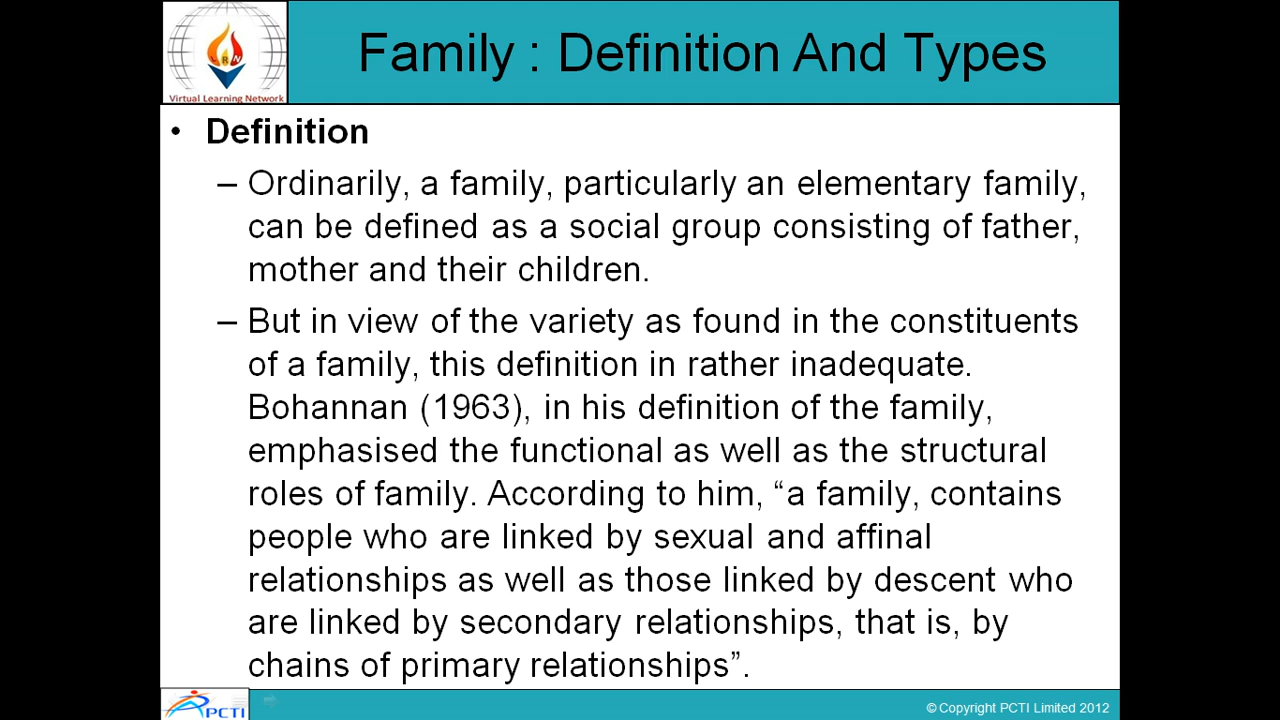 Family : Definition And Types
Virtual Learning Network
• Definition
– Ordinarily, a family, particularly an elementary family,
can be defined as a social group consisting of father,
mother and their children.
– But in view of the variety as found in the constituents
of a family, this definition in rather inadequate.
Bohannan (1963), in his definition of the family,
emphasised the functional as well as the structural
roles of family. According to him, “a family, contains
people who are linked by sexual and affinal
relationships as well as those linked by descent who
are linked by secondary relationships, that is, by
chains of primary relationships”.
PCTI
© Copyright PCTI Limited 2012